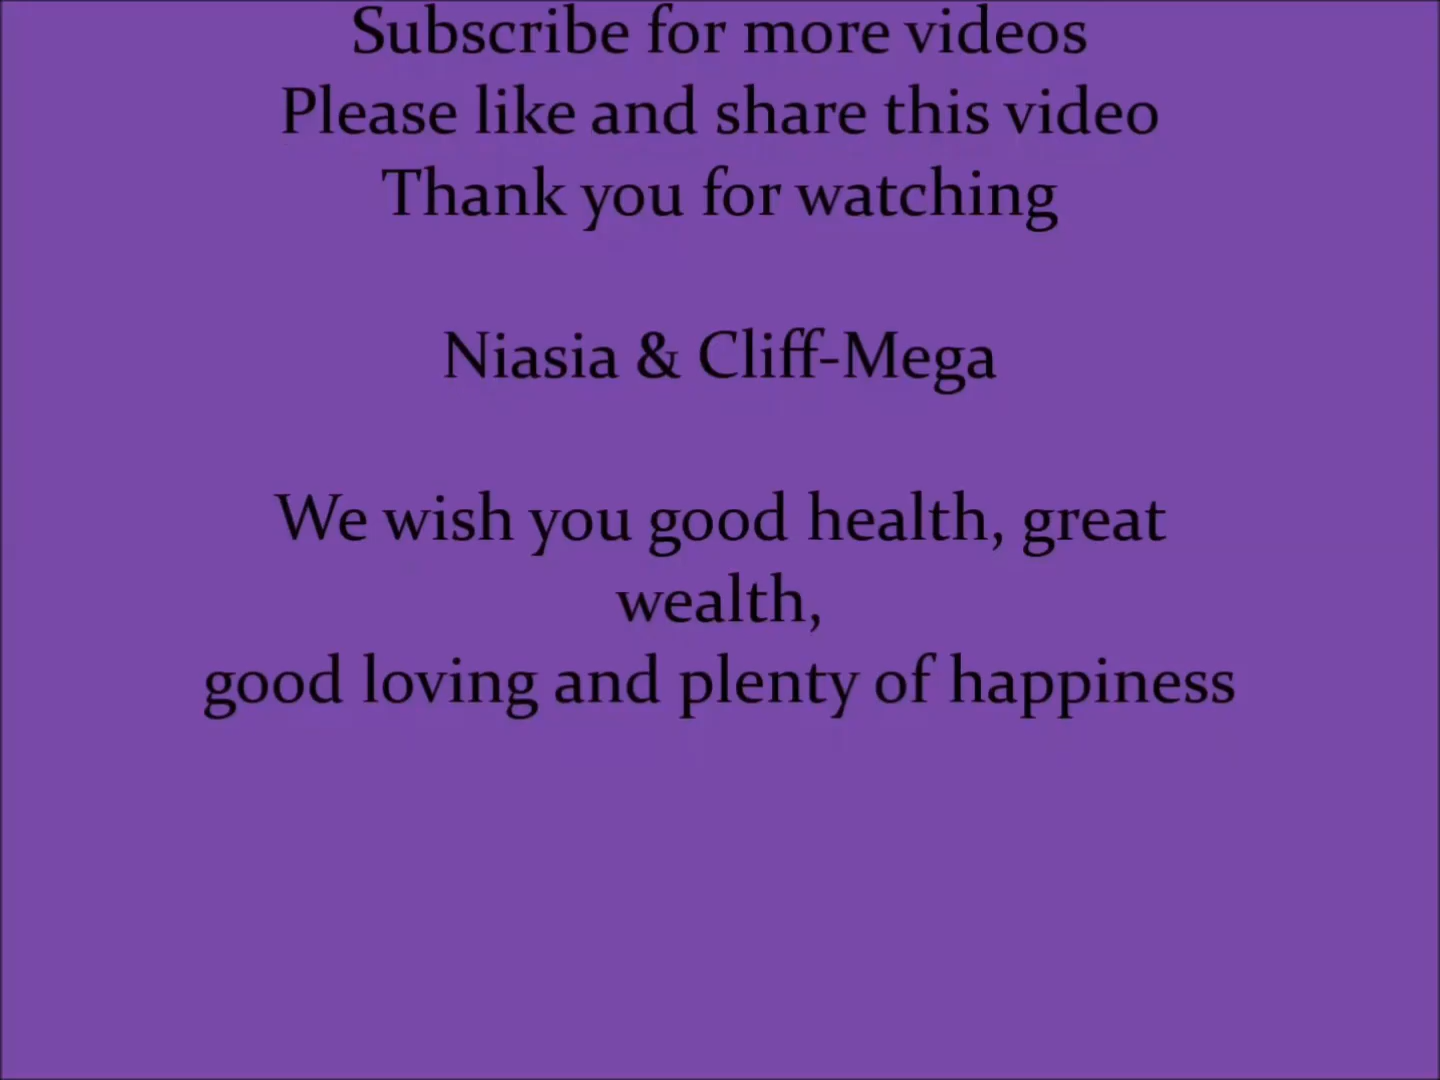 Subscribe for more videos
Please like and share this video
Thank you for watching
Niasia & Cliff-Mega
We wish you good health, great
wealth,
good loving and plenty of happiness